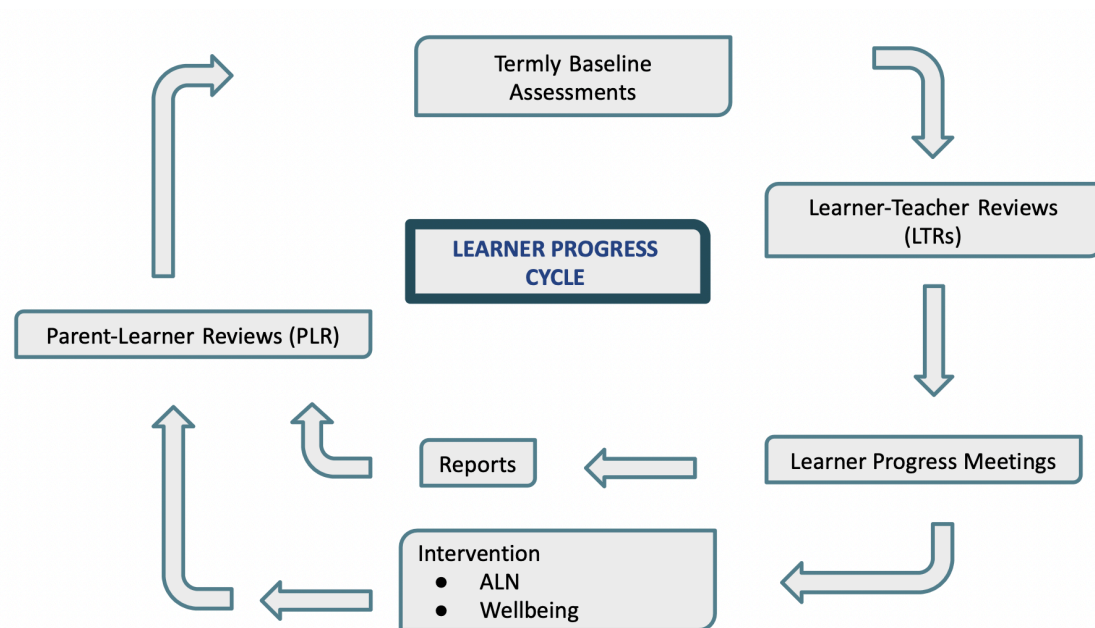 Termly Baseline
Assessments
Learner-Teacher Reviews
(LTRs)
LEARNER PROGRESS
CYCLE
Parent-Learner Reviews (PLR)
Reports
Learner Progress Meetings
Intervention
● ALN
● Wellbeing